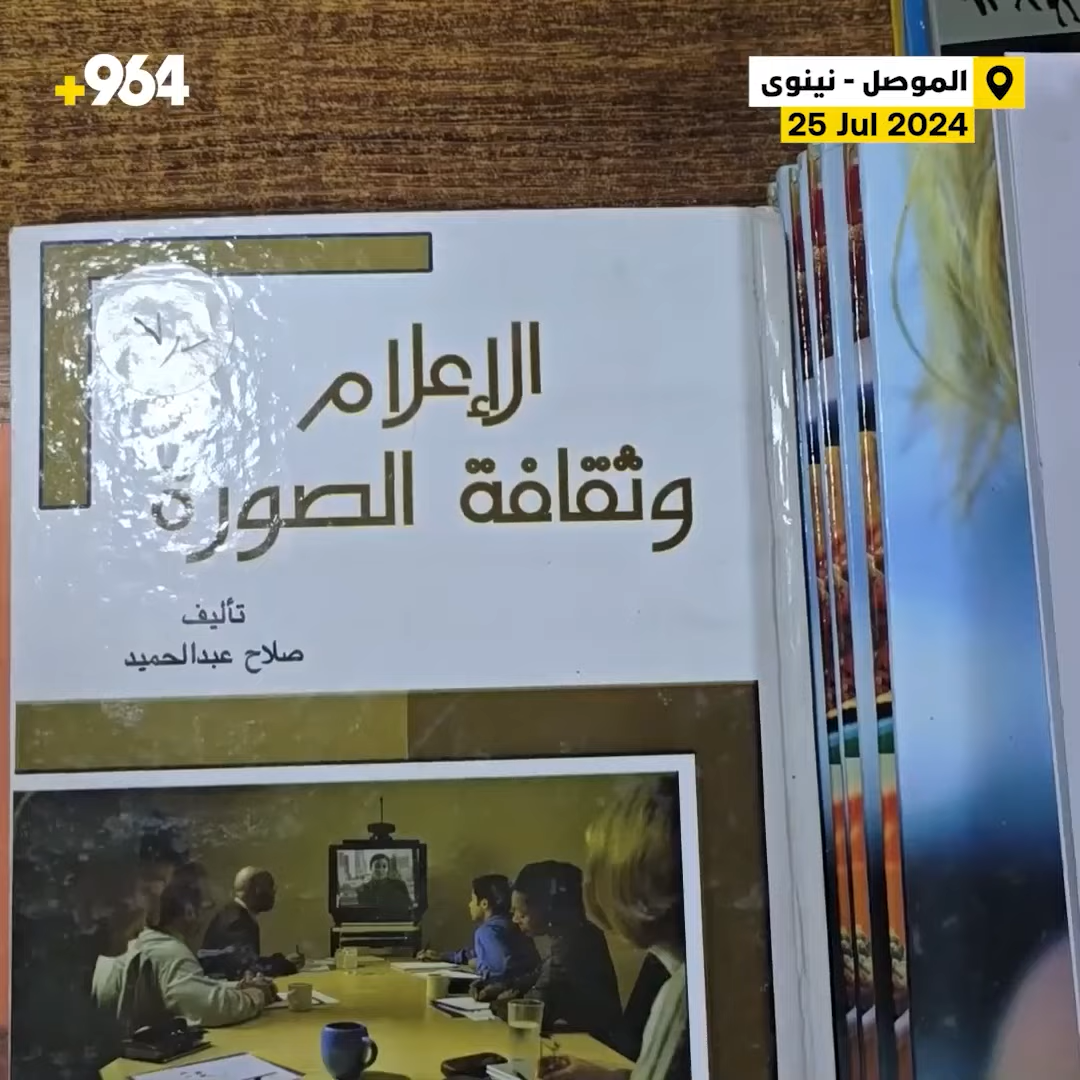 +964
الموصل - نينوى
25 Jul 2024
الإعلام
وثقافة الصورة
تأليف
صلاح عبدالحميد